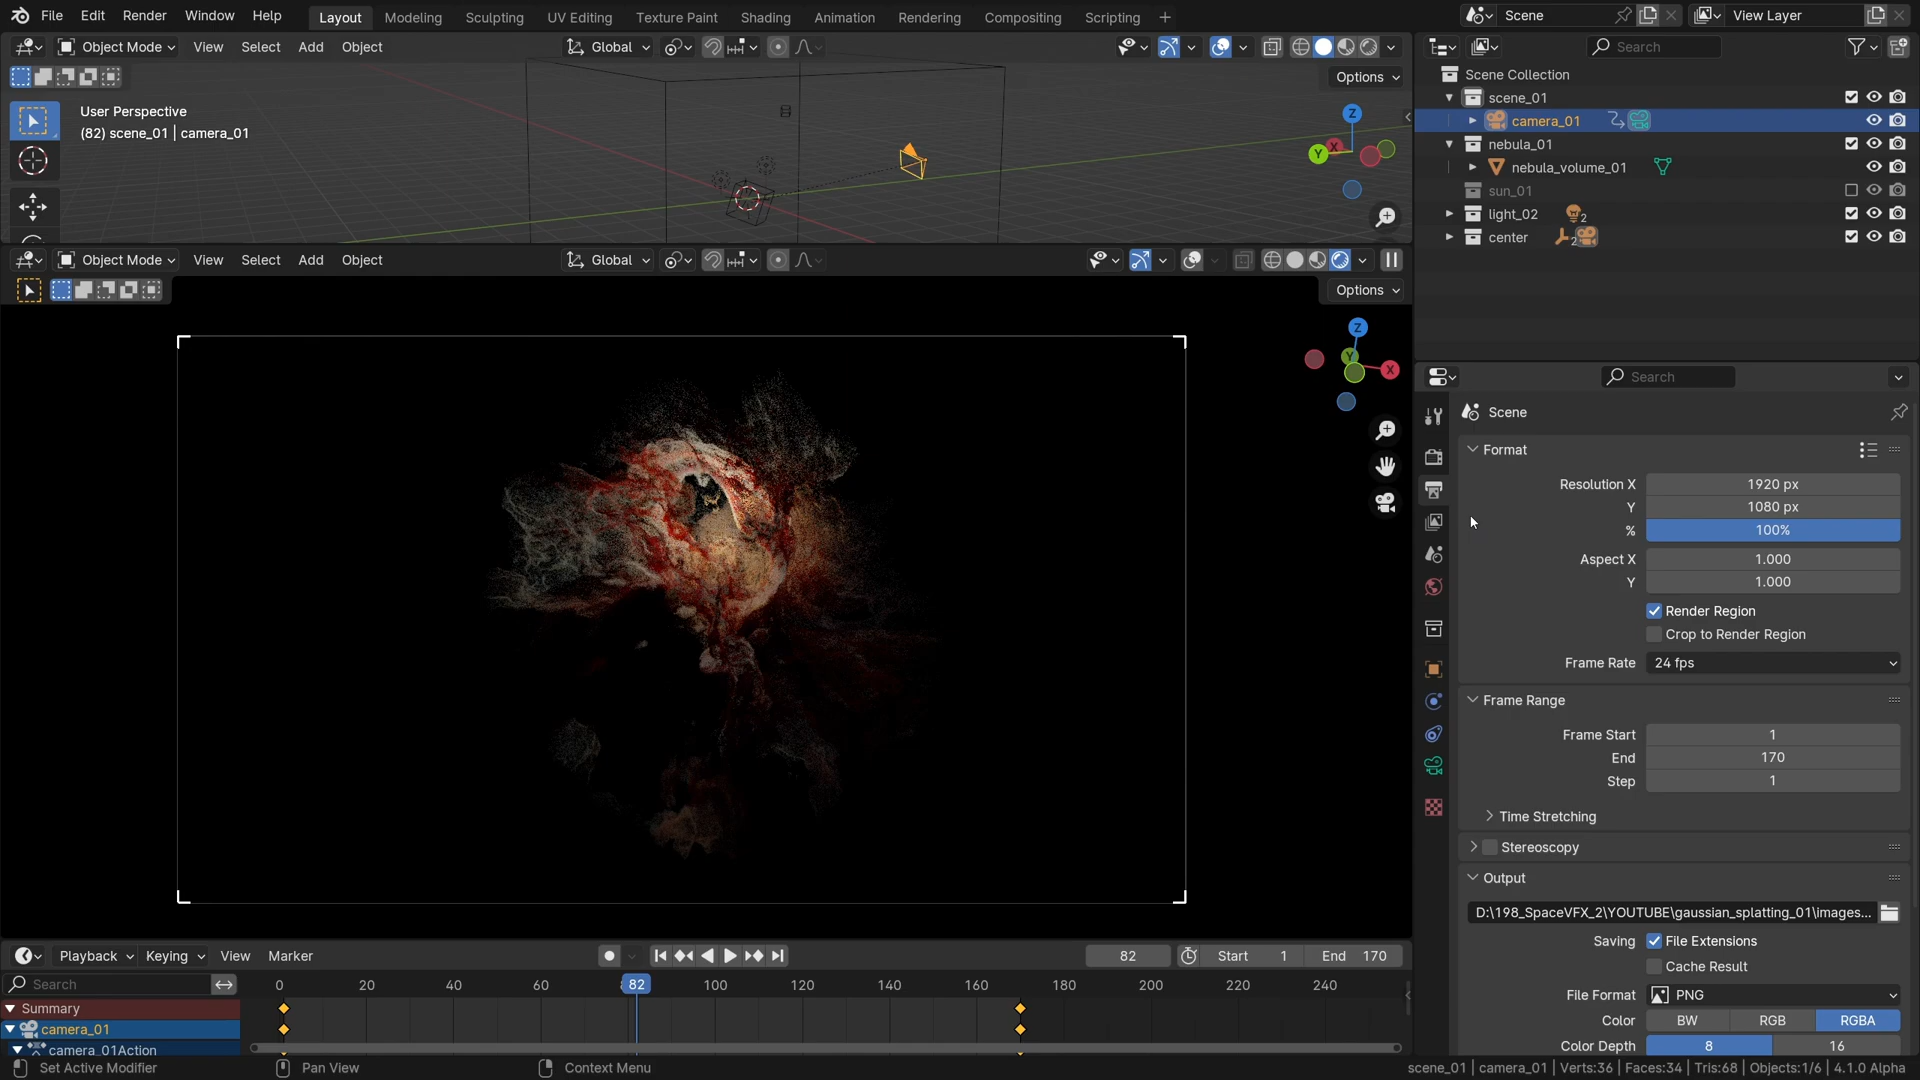 File Edit Render Window Help Layout Modeling Sculpting UV Editing Texture Paint Shading Animation Rendering Compositing Scripting + Scene View Layer
Object Mode View Select Add Object Global Search
Options
User Perspective
(82) scene_01 | camera_01
Z
Y
X
Scene Collection
scene_01
camera_01
nebula_01
nebula_volume_01
sun_01
light_02 2
center 2
Object Mode View Select Add Object Global
Options
Z
Y
X
Search
Scene
Format
Resolution X 1920 px
Y 1080 px
% 100%
Aspect X 1.000
Y 1.000
Render Region
Crop to Render Region
Frame Rate 24 fps
Frame Range
Frame Start 1
End 170
Step 1
Time Stretching
Stereoscopy
Output
D:\198_SpaceVFX_2\YOUTUBE\gaussian_splatting_01\images...
Saving File Extensions
Cache Result
File Format PNG
Color BW RGB RGBA
Color Depth 8 16
Playback Keying View Marker 82 Start 1 End 170
Search 0 20 40 60 82 100 120 140 160 180 200 220 240
Summary
camera_01
camera_01Action
Set Active Modifier Pan View Context Menu scene_01 | camera_01 | Verts:36 | Faces:34 | Tris:68 | Objects:1/6 | 4.1.0 Alpha